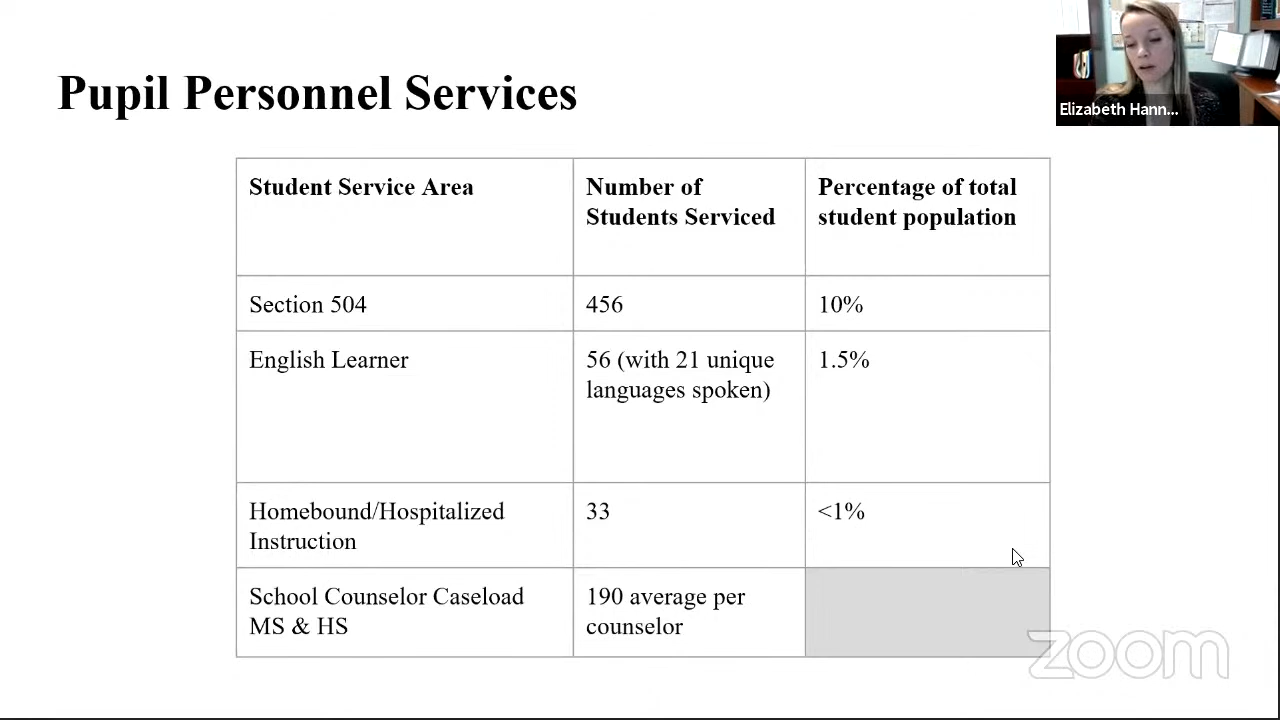 Pupil Personnel Services
Elizabeth Hann...
Student Service Area
Number of
Students Serviced
Percentage of total
student population
Section 504
456
10%
English Learner
56 (with 21 unique
languages spoken)
1.5%
Homebound/Hospitalized
Instruction
33
<1%
School Counselor Caseload
MS & HS
190 average per
counselor
zoom